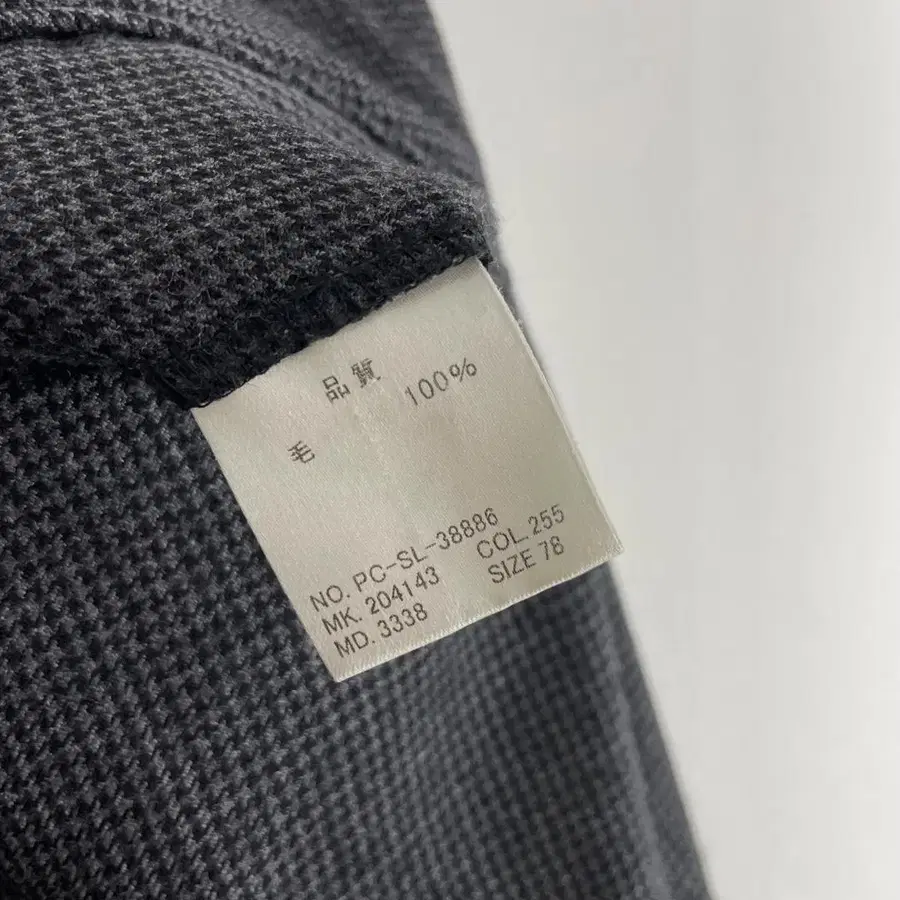 品質
毛 100%
NO. PC-SL-38886
MK. 204143 COL. 255
MD. 3338 SIZE 78